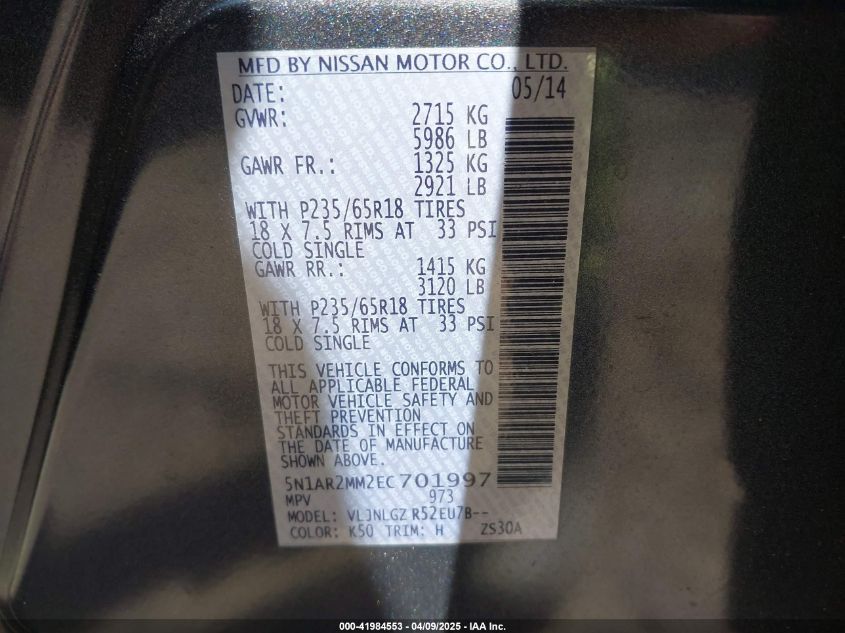 MFD BY NISSAN MOTOR CO., LTD.
DATE: 05/14
GVWR: 2715 KG
5986 LB
GAWR FR.: 1325 KG
2921 LB
WITH P235/65R18 TIRES
18 X 7.5 RIMS AT 33 PSI
COLD SINGLE
GAWR RR.: 1415 KG
3120 LB
WITH P235/65R18 TIRES
18 X 7.5 RIMS AT 33 PSI
COLD SINGLE
THIS VEHICLE CONFORMS TO
ALL APPLICABLE FEDERAL
MOTOR VEHICLE SAFETY AND
THEFT PREVENTION
STANDARDS IN EFFECT ON
THE DATE OF MANUFACTURE
SHOWN ABOVE.
5N1AR2MM2EC701997
MPV 973
MODEL: VLJNLGZ R52EU7B--
COLOR: K50 TRIM: H ZS30A
000-41984553 - 04/09/2025 - IAA Inc.